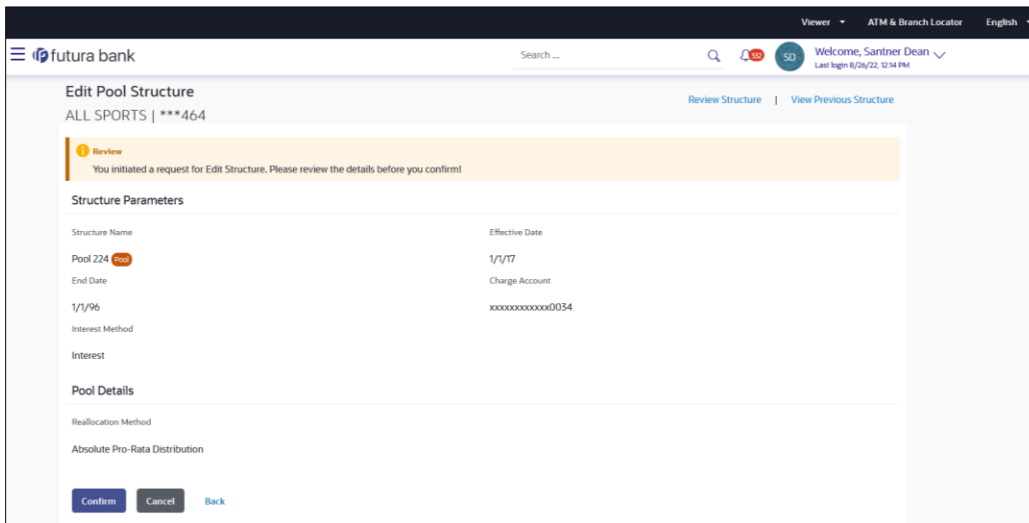 Viewer ATM & Branch Locator English
futura bank Search ... 552 SD Welcome, Santner Dean
Last login 8/26/22, 12:14 PM
Edit Pool Structure
Review Structure | View Previous Structure
ALL SPORTS | ***464
Review
You initiated a request for Edit Structure. Please review the details before you confirm!
Structure Parameters
Structure Name Effective Date
Pool 224 Pool 1/1/17
End Date Charge Account
1/1/96 xxxxxxxxxxxx0034
Interest Method
Interest
Pool Details
Reallocation Method
Absolute Pro-Rata Distribution
Confirm Cancel Back